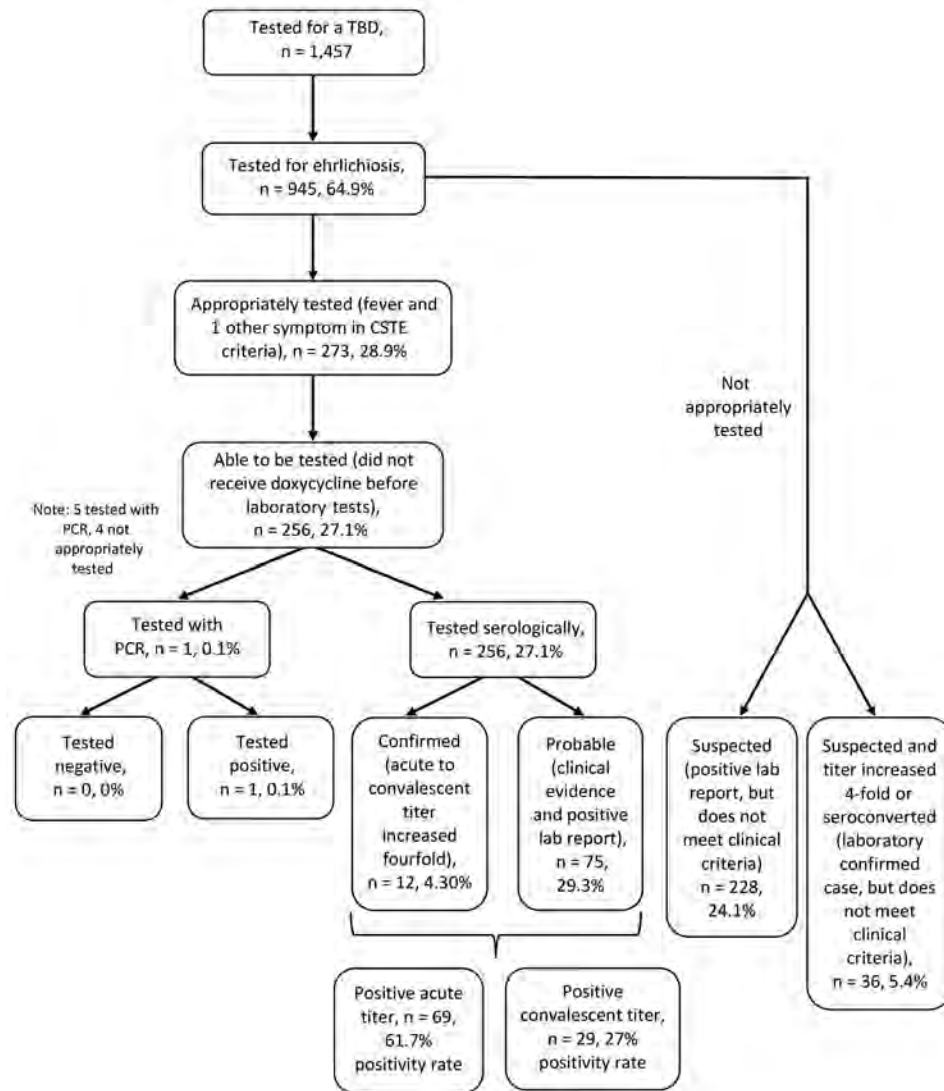 Tested for a TBD,
n = 1,457
Tested for ehrlichiosis,
n = 945, 64.9%
Appropriately tested (fever and
1 other symptom in CSTE
criteria), n = 273, 28.9%
Not
appropriately
tested
Able to be tested (did not
receive doxycycline before
laboratory tests),
n = 256, 27.1%
Note: 5 tested with
PCR, 4 not
appropriately
tested
Tested with
PCR, n = 1, 0.1%
Tested serologically,
n = 256, 27.1%
Tested
negative,
n = 0, 0%
Tested
positive,
n = 1, 0.1%
Confirmed
(acute to
convalescent
titer
increased
fourfold),
n = 12, 4.30%
Probable
(clinical
evidence
and positive
lab report),
n = 75,
29.3%
Suspected
(positive lab
report, but
does not
meet clinical
criteria)
n = 228,
24.1%
Suspected and
titer increased
4-fold or
seroconverted
(laboratory
confirmed
case, but does
not meet
clinical
criteria),
n = 36, 5.4%
Positive acute
titer, n = 69,
61.7%
positivity rate
Positive
convalescent titer,
n = 29, 27%
positivity rate